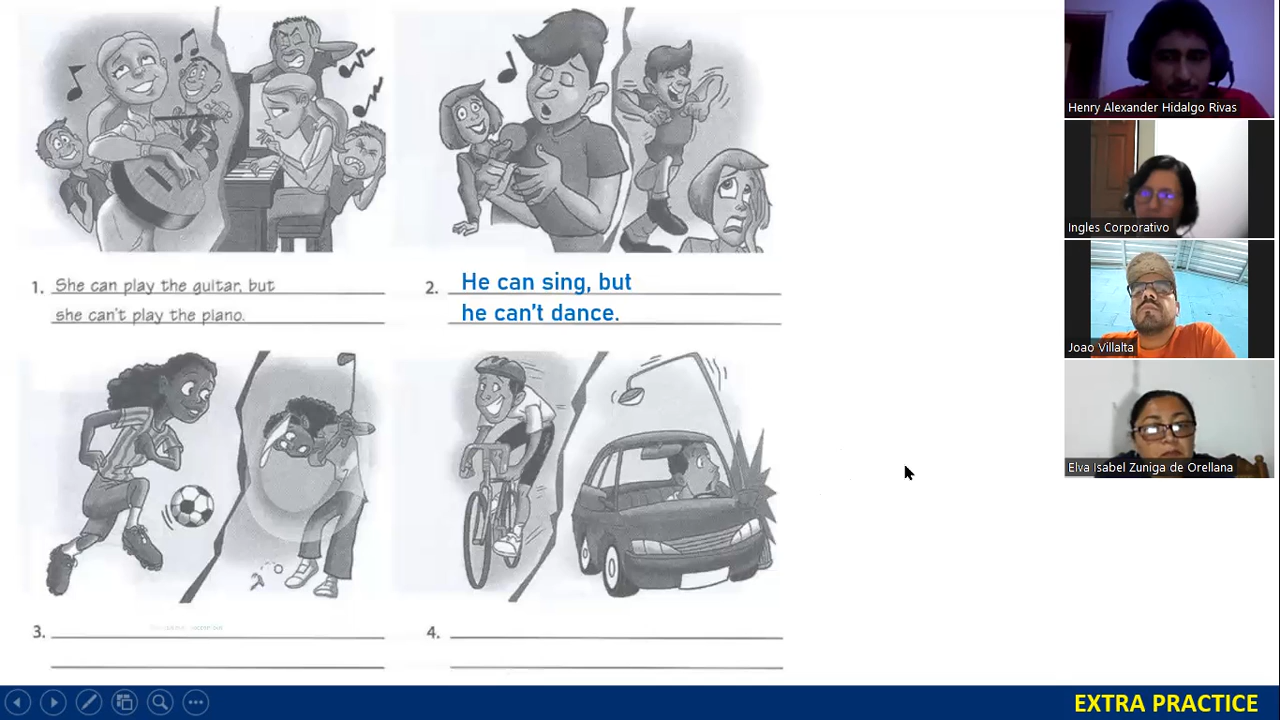 Henry Alexander Hidalgo Rivas
Ingles Corporativo
Joao Villalta
Elva Isabel Zuniga de Orellana
1. She can play the guitar, but
she can't play the piano.
2. He can sing, but
he can't dance.
3.
4.
EXTRA PRACTICE